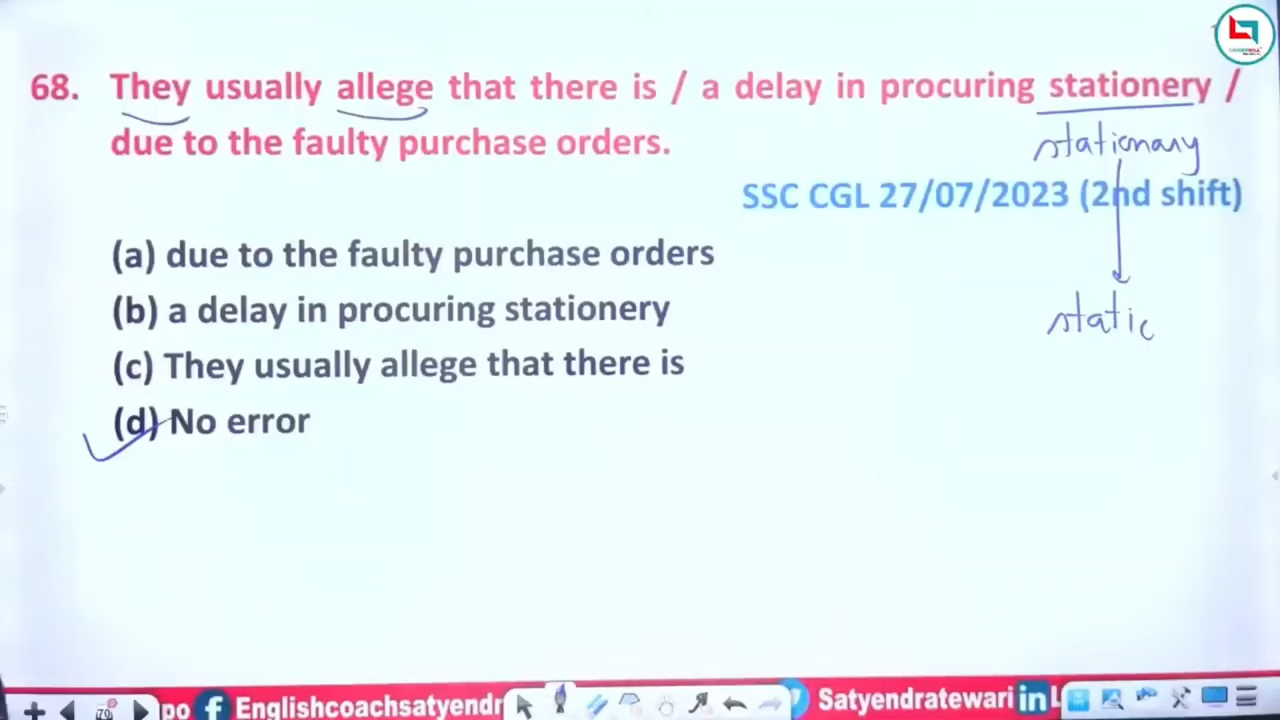 68. They usually allege that there is / a delay in procuring stationery /
due to the faulty purchase orders.
stationary
SSC CGL 27/07/2023 (2nd shift)
(a) due to the faulty purchase orders
static
(b) a delay in procuring stationery
(c) They usually allege that there is
(d) No error
po f Englishcoachsatyendr
Satyendratewari in L